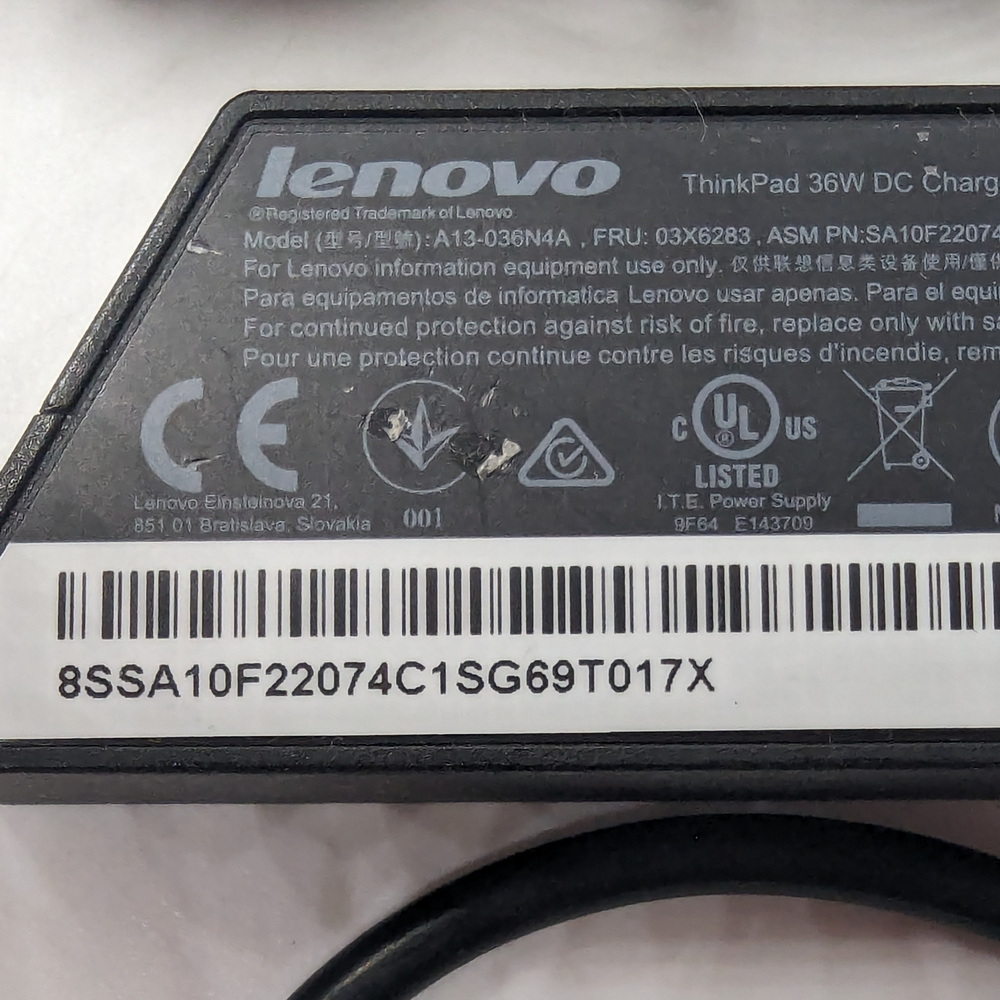 lenovo
ThinkPad 36W DC Charg
®Registered Trademark of Lenovo
Model (型号/型號):A13-036N4A , FRU: 03X6283 , ASM PN:SA10F22074
For Lenovo information equipment use only. 仅供联想信息类设备使用/僅供
Para equipamentos de informatica Lenovo usar apenas. Para el equi
For continued protection against risk of fire, replace only with sa
Pour une protection continue contre les risques d'incendie, rem
CE
C UL ® US
LISTED
Lenovo Einsteinova 21,
851 01 Bratislava, Slovakia
001
I.T.E. Power Supply
9F64 E143709
8SSA10F22074C1SG69T017X